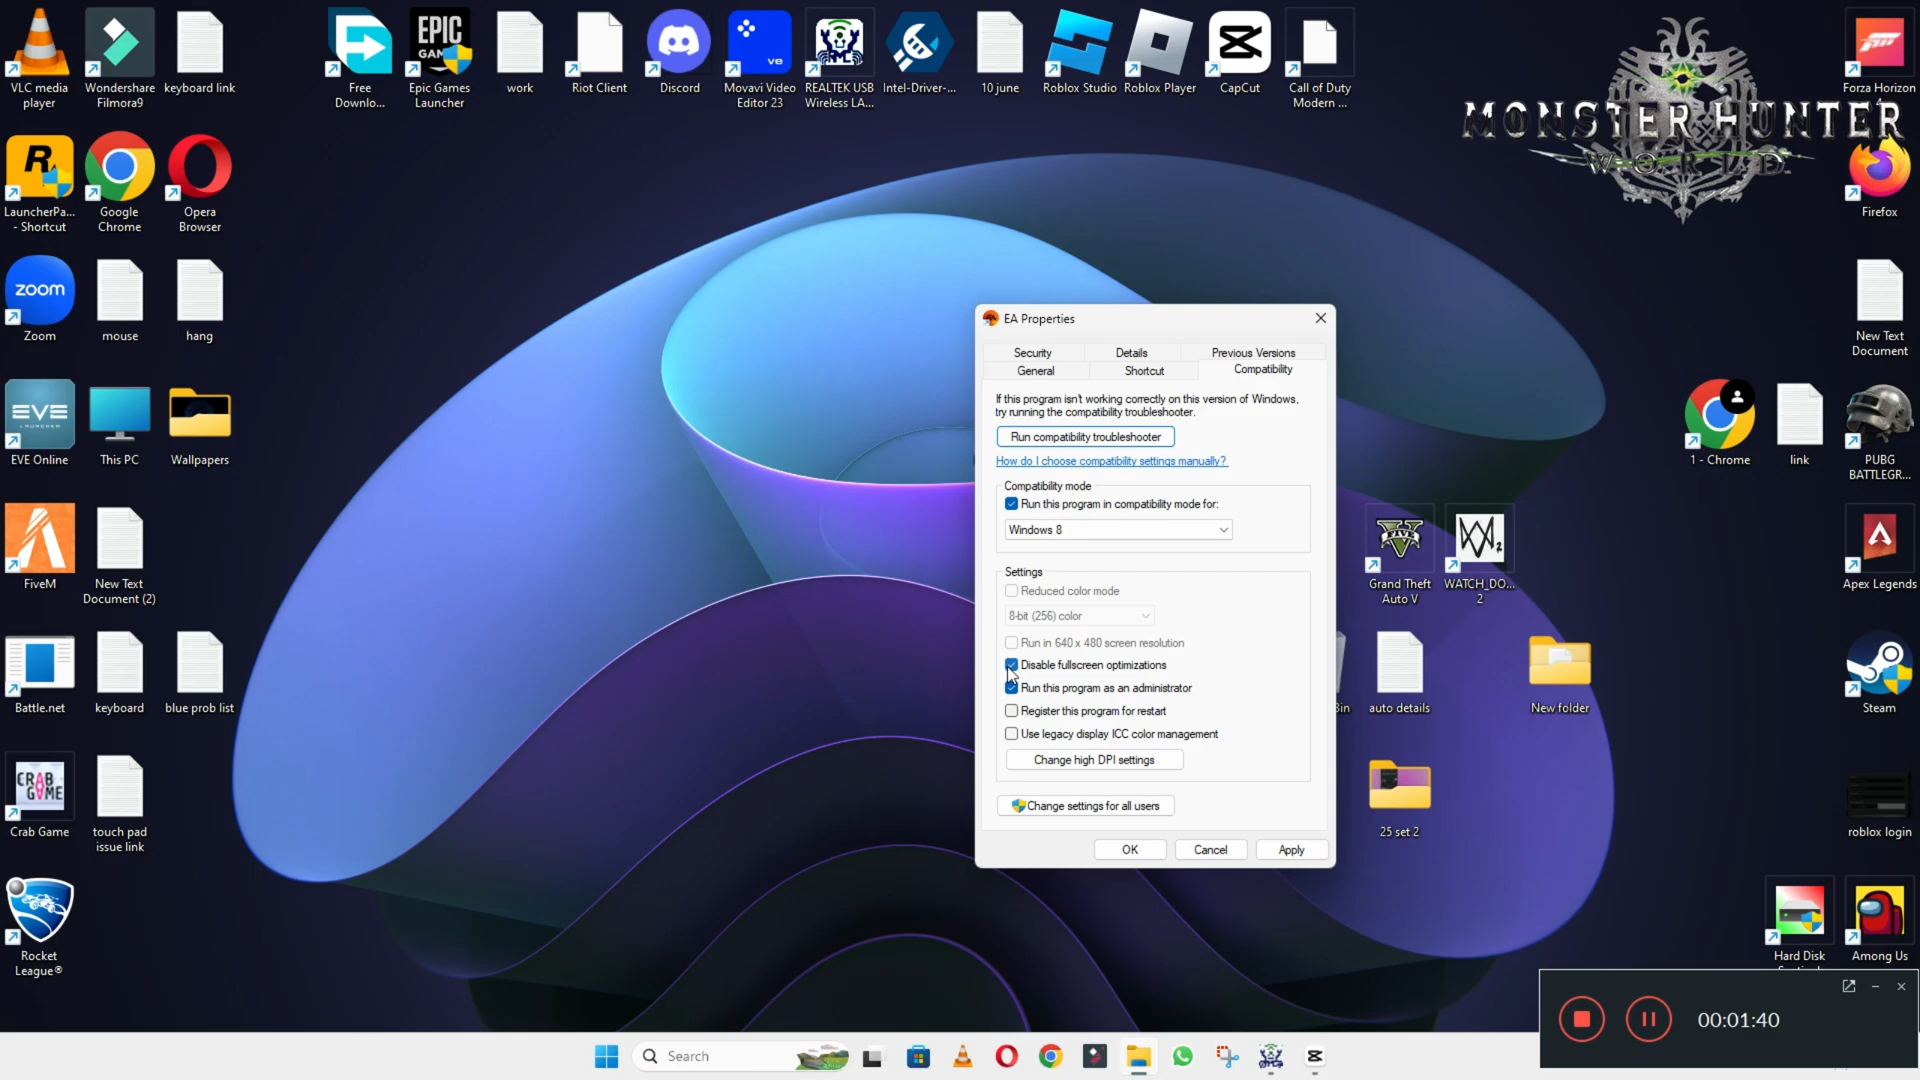 VLC media
player
Wondershare
Filmora9
keyboard link
Free
Downlo...
EPIC
GAM
Epic Games
Launcher
work
Riot Client
Discord
ve
Movavi Video
Editor 23
REALTEK USB
Wireless LA...
Intel-Driver-...
10 june
Roblox Studio
Roblox Player
CapCut
Call of Duty
Modern ...
MONSTER HUNTER
WORLD
Forza Horizon
LauncherPa...
- Shortcut
Google
Chrome
Opera
Browser
Firefox
zoom
Zoom
mouse
hang
New Text
Document
EVE
LAUNCHER
EVE Online
This PC
Wallpapers
1 - Chrome
link
PUBG
BATTLEGR...
FiveM
New Text
Document (2)
Grand Theft
Auto V
WATCH_DO...
2
Apex Legends
Battle.net
keyboard
blue prob list
auto details
New folder
Steam
CRAB
GAME
Crab Game
touch pad
issue link
25 set 2
roblox login
Rocket
League®
Hard Disk
Among Us
EA Properties
Security
Details
Previous Versions
General
Shortcut
Compatibility
If this program isn't working correctly on this version of Windows,
try running the compatibility troubleshooter.
Run compatibility troubleshooter
How do I choose compatibility settings manually?
Compatibility mode
Run this program in compatibility mode for:
Windows 8
Settings
Reduced color mode
8-bit (256) color
Run in 640 x 480 screen resolution
Disable fullscreen optimizations
Run this program as an administrator
Register this program for restart
Use legacy display ICC color management
Change high DPI settings
Change settings for all users
OK
Cancel
Apply
00:01:40
Search